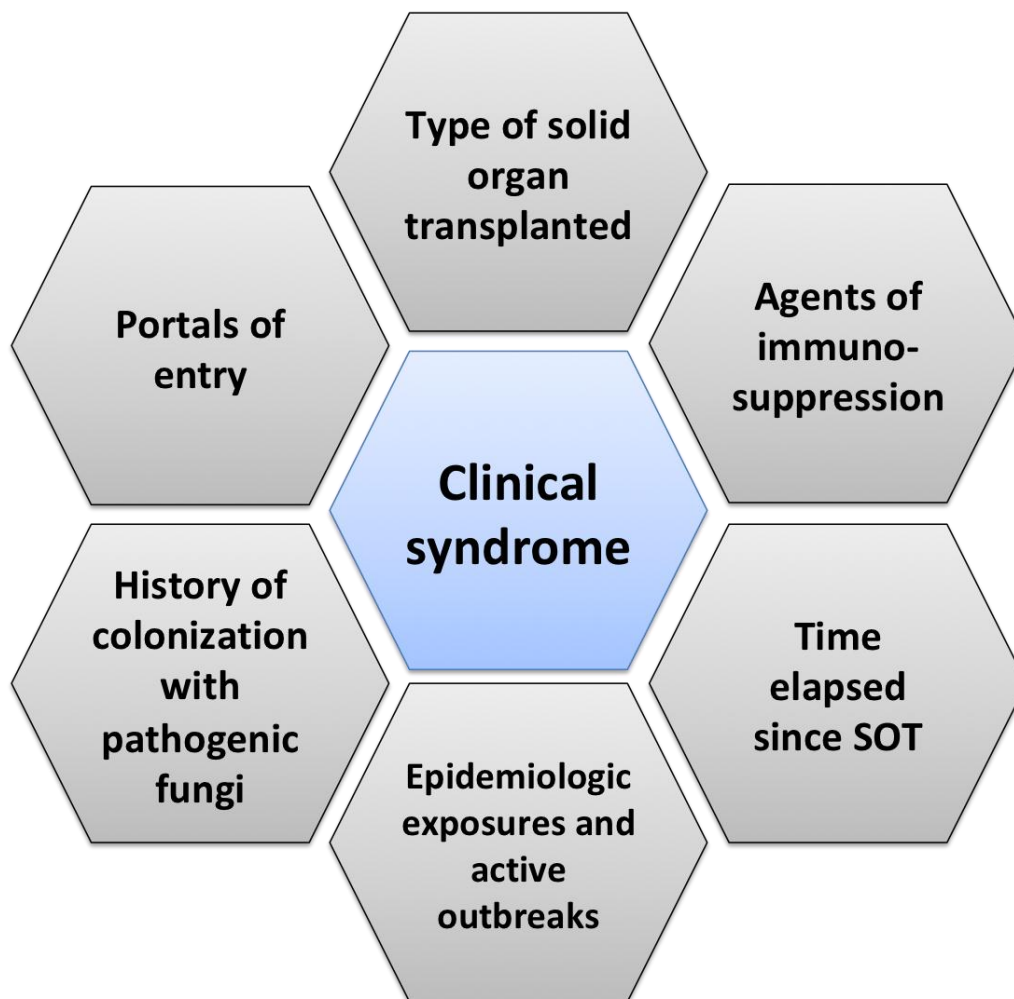 Type of solid
organ
transplanted
Portals of
entry
Agents of
immuno-
suppression
Clinical
syndrome
History of
colonization
with
pathogenic
fungi
Time
elapsed
since SOT
Epidemiologic
exposures and
active
outbreaks